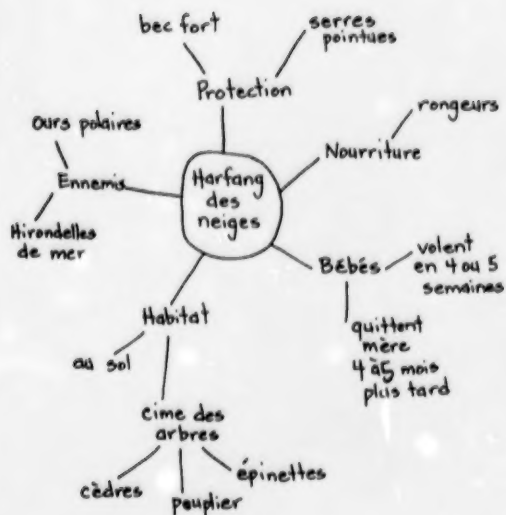 bec fort
serres
pointues
Protection
rongeurs
Nourriture
ours polaires
Ennemis
Hirondelles
de mer
Harfang
des
neiges
Bébés
volent
en 4 ou 5
semaines
quittent
mère
4 à 5 mois
plus tard
Habitat
au sol
cime des
arbres
cèdres
peuplier
épinettes